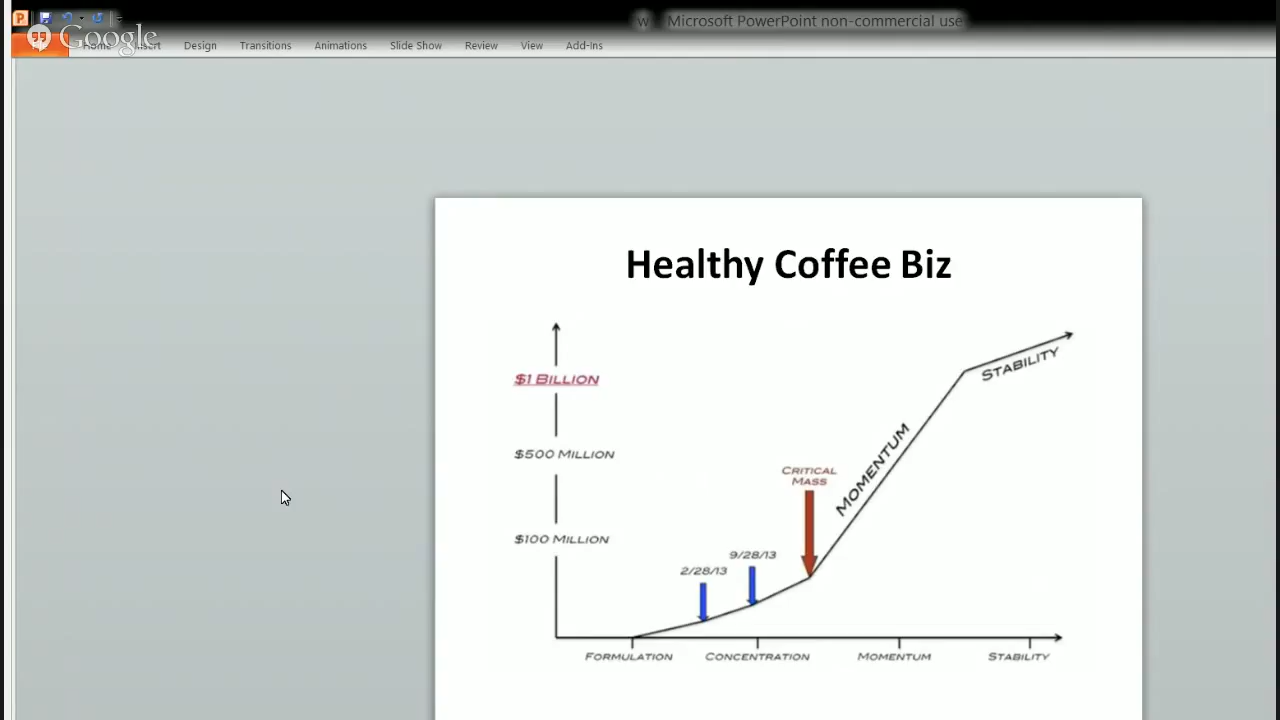 w Microsoft PowerPoint non-commercial use
Google
Home Insert Design Transitions Animations Slide Show Review View Add-Ins
Healthy Coffee Biz
$1 BILLION
$500 MILLION
$100 MILLION
2/28/13
9/28/13
CRITICAL
MASS
MOMENTUM
STABILITY
FORMULATION CONCENTRATION MOMENTUM STABILITY